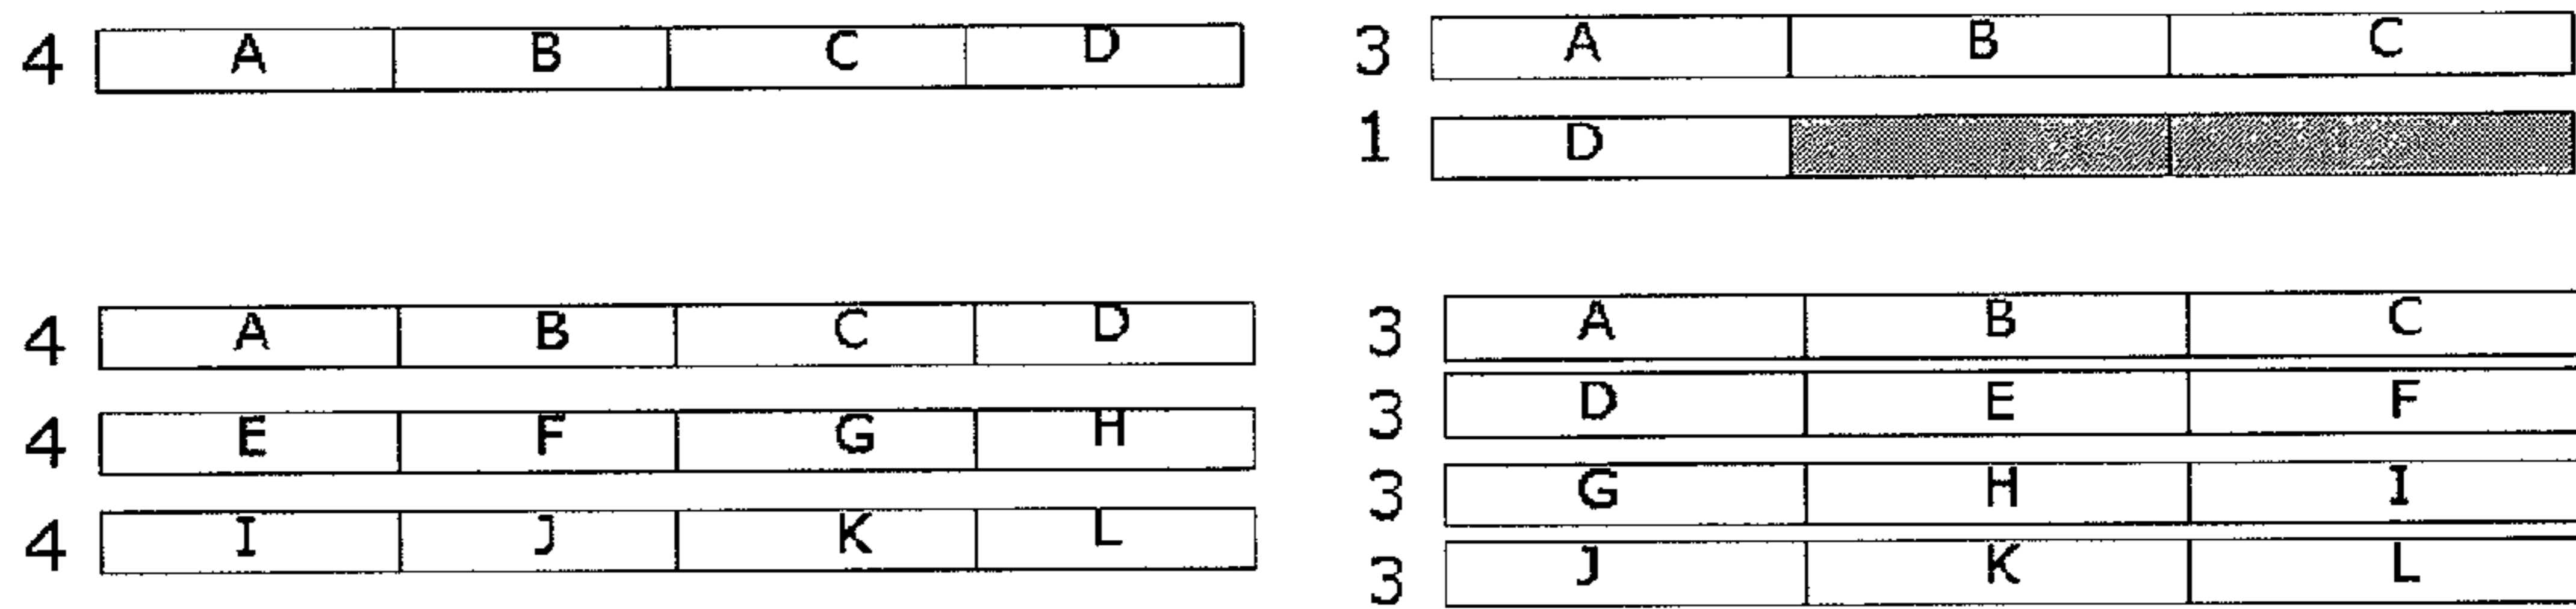 4 A B C D
3 A B C
1 D
4 A B C D
4 E F G H
4 I J K L
3 A B C
3 D E F
3 G H I
3 J K L